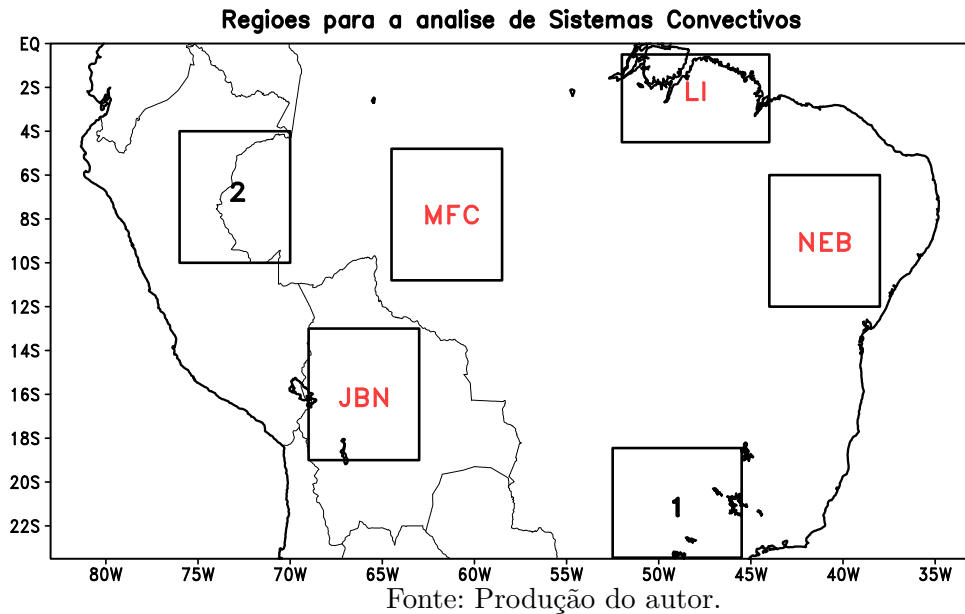 Regioes para a analise de Sistemas Convectivos
EQ
2S
4S
6S
8S
10S
12S
14S
16S
18S
20S
22S
LI
2
MFC
NEB
JBN
1
80W 75W 70W 65W 60W 55W 50W 45W 40W 35W
Fonte: Produção do autor.